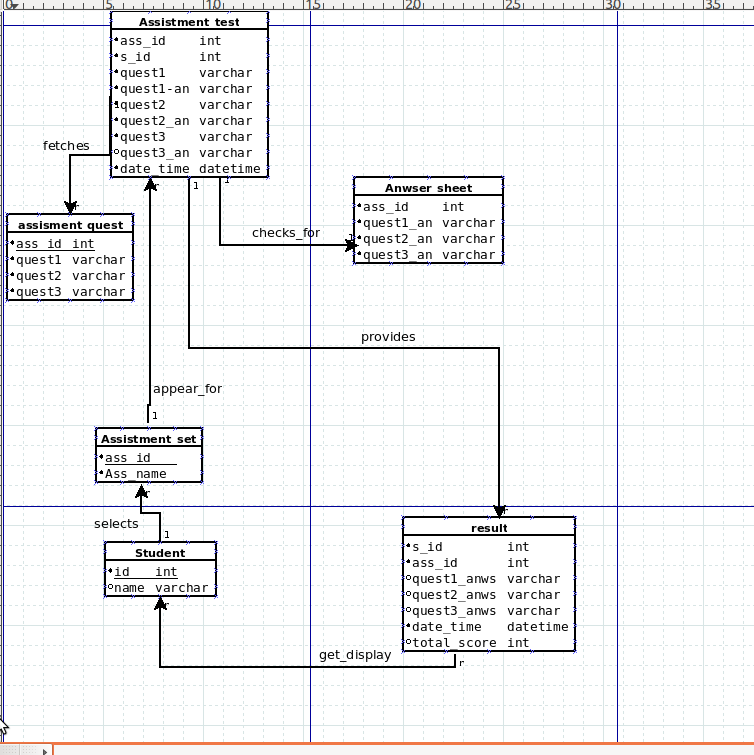 0 5 10 15 20 25 30 35
Assistment test
ass_id int
s_id int
quest1 varchar
quest1-an varchar
quest2 varchar
quest2_an varchar
quest3 varchar
quest3_an varchar
date_time datetime
fetches
r
r
1
1
assisment quest
ass_id int
quest1 varchar
quest2 varchar
quest3 varchar
Anwser sheet
ass_id int
quest1_an varchar
quest2_an varchar
quest3_an varchar
checks_for
provides
appear_for
1
Assistment set
ass_id
Ass_name
r
selects
1
Student
id int
name varchar
r
r
result
s_id int
ass_id int
quest1_anws varchar
quest2_anws varchar
quest3_anws varchar
date_time datetime
total_score int
get_display
r